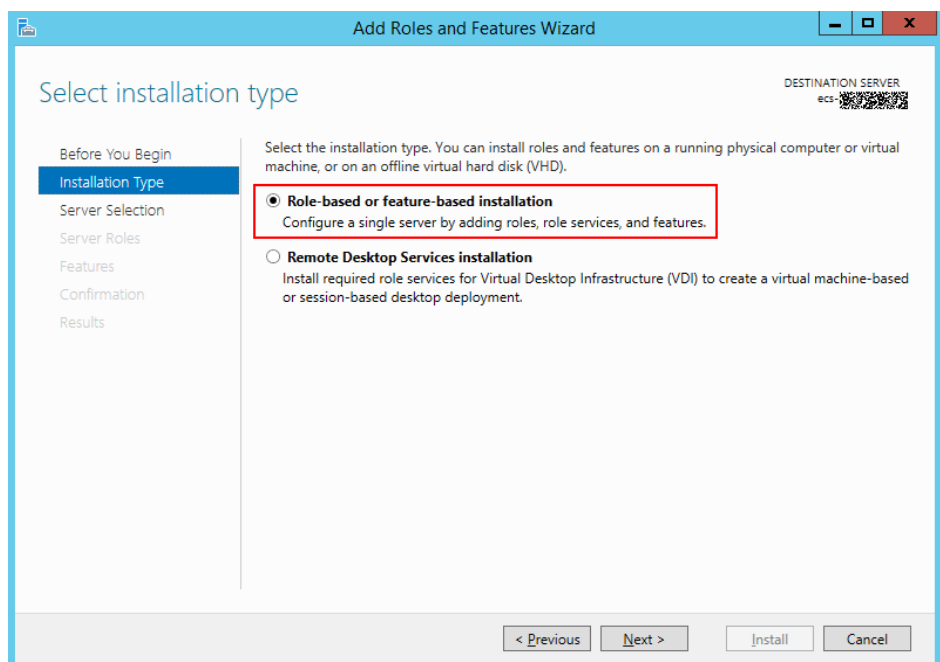 Add Roles and Features Wizard
Select installation type
DESTINATION SERVER
ecs-
Before You Begin
Installation Type
Server Selection
Server Roles
Features
Confirmation
Results
Select the installation type. You can install roles and features on a running physical computer or virtual
machine, or on an offline virtual hard disk (VHD).
Role-based or feature-based installation
Configure a single server by adding roles, role services, and features.
Remote Desktop Services installation
Install required role services for Virtual Desktop Infrastructure (VDI) to create a virtual machine-based
or session-based desktop deployment.
< Previous
Next >
Install
Cancel